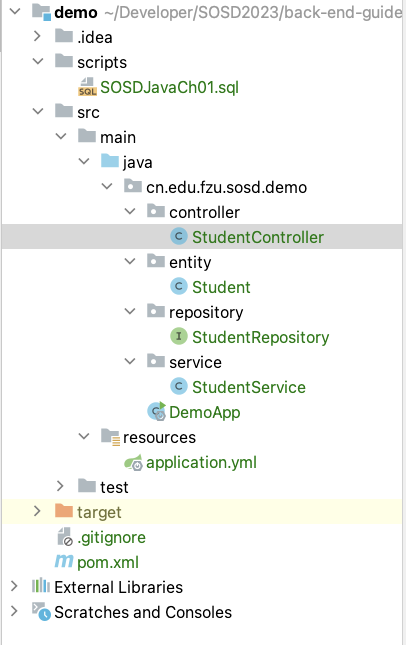 demo ~/Developer/SOSD2023/back-end-guide
.idea
scripts
SQL SOSDJavaCh01.sql
src
main
java
cn.edu.fzu.sosd.demo
controller
C StudentController
entity
C Student
repository
I StudentRepository
service
C StudentService
C DemoApp
resources
application.yml
test
target
.gitignore
m pom.xml
External Libraries
Scratches and Consoles